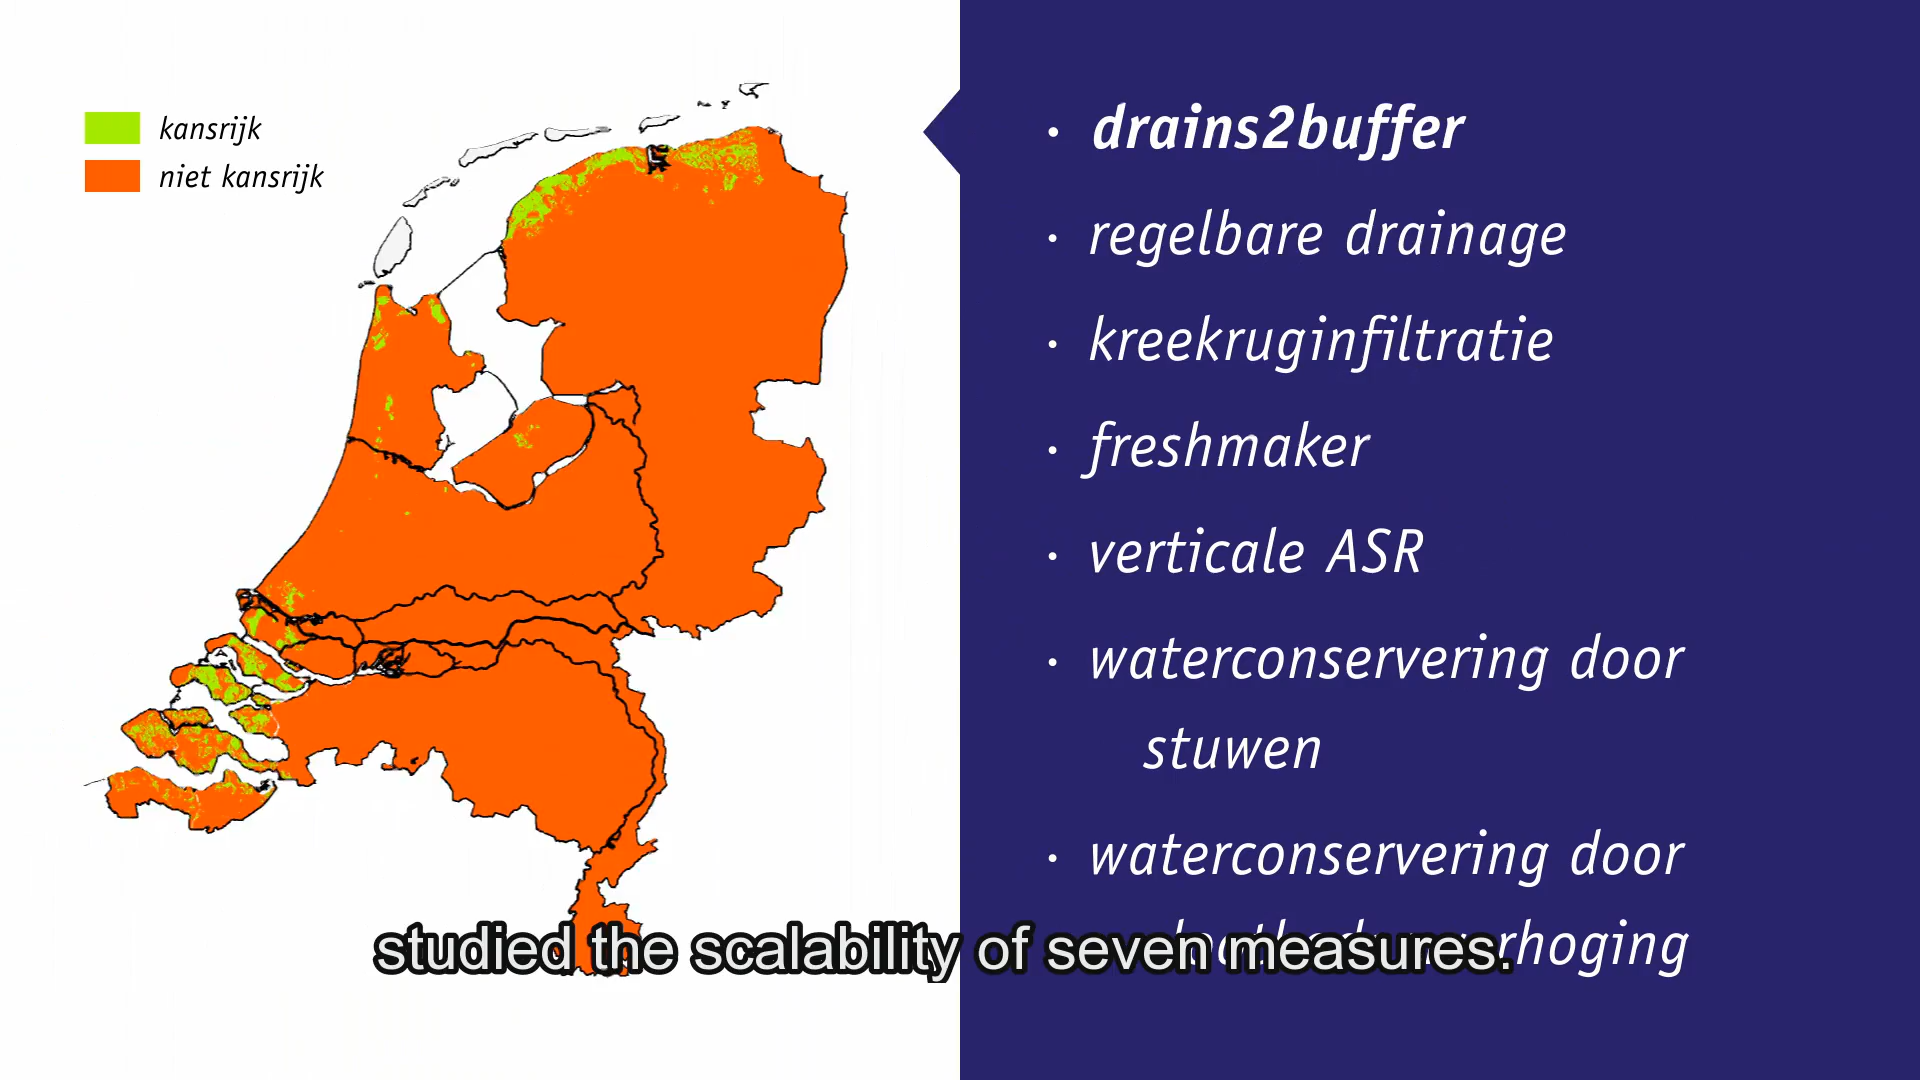 kansrijk
niet kansrijk
· drains2buffer
· regelbare drainage
· kreekruginfiltratie
· freshmaker
· verticale ASR
· waterconservering door
stuwen
· waterconservering door
studied the scalability of seven measures.